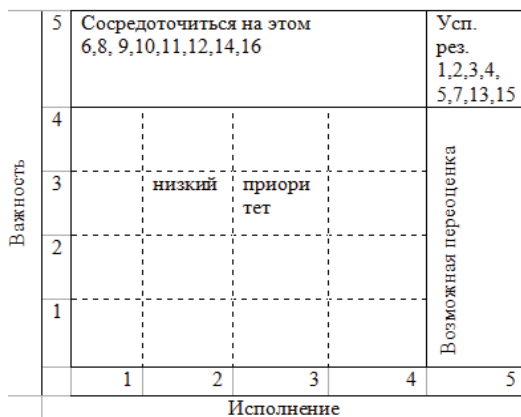 5
Сосредоточиться на этом
6,8, 9,10,11,12,14,16
Усп.
рез.
1,2,3,4,
5,7,13,15
Важность
4
3
низкий
приори
тет
2
1
Возможная переоценка
1 2 3 4 5
Исполнение